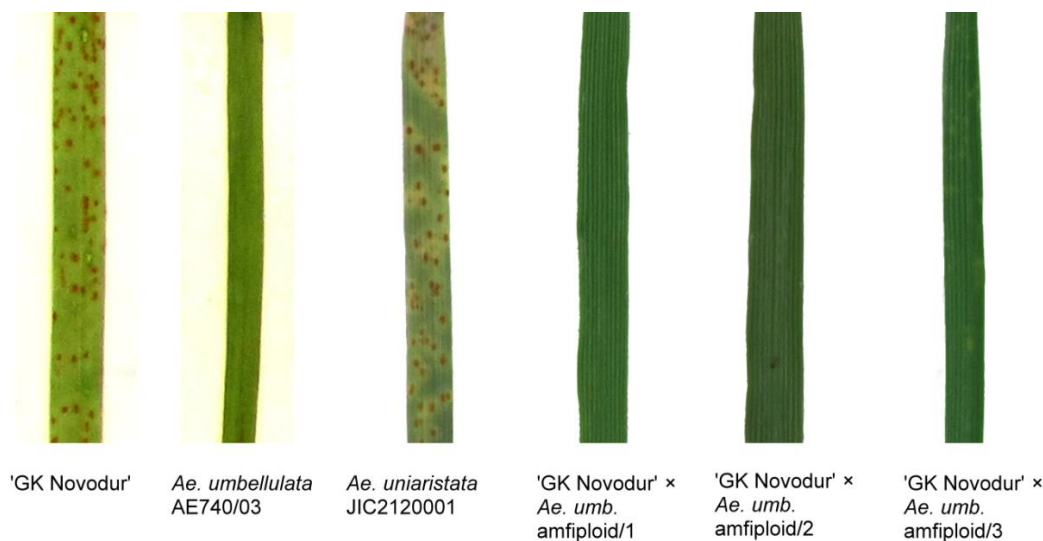 'GK Novodur'
Ae. umbellulata
AE740/03
Ae. uniaristata
JIC2120001
'GK Novodur' ×
Ae. umb.
amfiploid/1
'GK Novodur' ×
Ae. umb.
amfiploid/2
'GK Novodur' ×
Ae. umb.
amfiploid/3